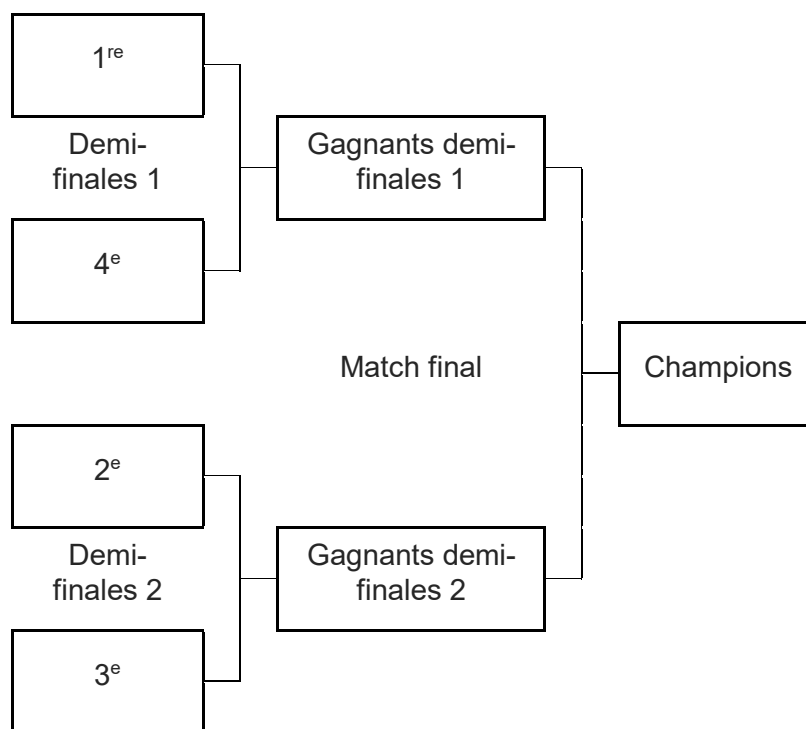 1re
Demi-
finales 1
4e
Gagnants demi-
finales 1
Match final
Champions
2e
Demi-
finales 2
3e
Gagnants demi-
finales 2